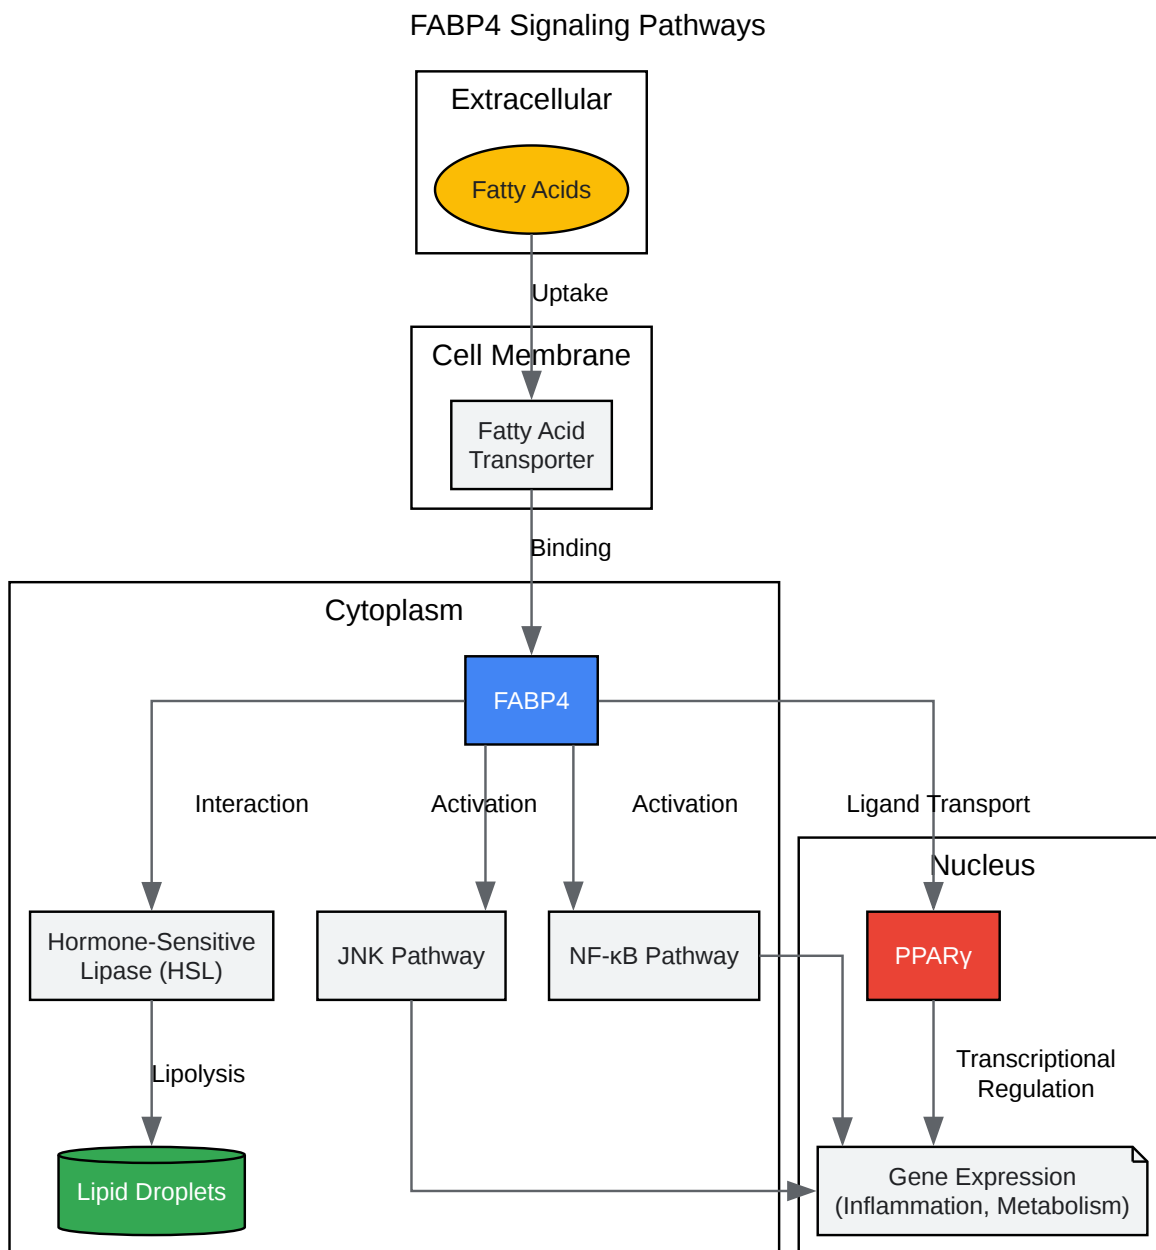 FABP4 Signaling Pathways
Extracellular
Fatty Acids
Uptake
Cell Membrane
Fatty Acid
Transporter
Binding
Cytoplasm
FABP4
Interaction
Activation
Activation
Ligand Transport
Nucleus
Hormone-Sensitive
Lipase (HSL)
JNK Pathway
NF-κB Pathway
PPARγ
Lipolysis
Transcriptional
Regulation
Lipid Droplets
Gene Expression
(Inflammation, Metabolism)